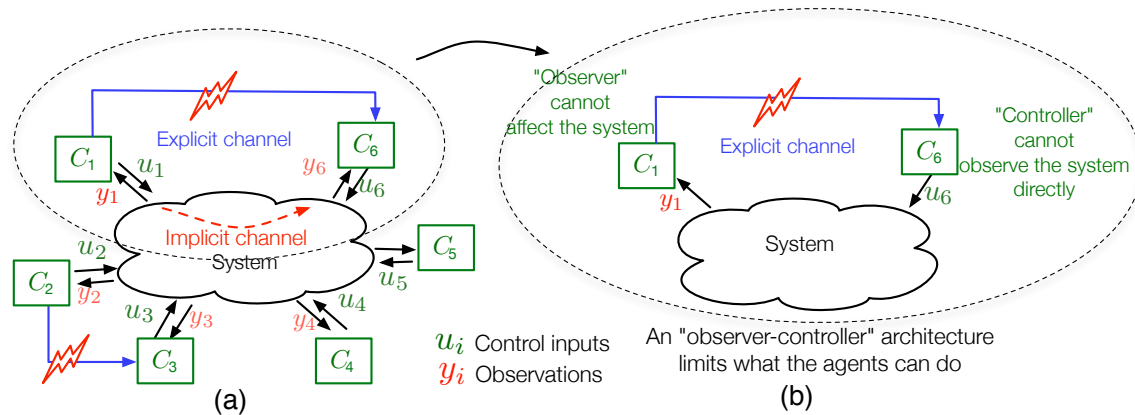 Explicit channel
C1
C6
u1
y1
y6
u6
Implicit channel
System
u2
C2
y2
C5
u5
u3
y3
u4
y4
C3
C4
ui Control inputs
yi Observations
(a)
"Observer"
cannot
affect the system
Explicit channel
"Controller"
cannot
observe the system
directly
C1
C6
y1
u6
System
An "observer-controller" architecture
limits what the agents can do
(b)